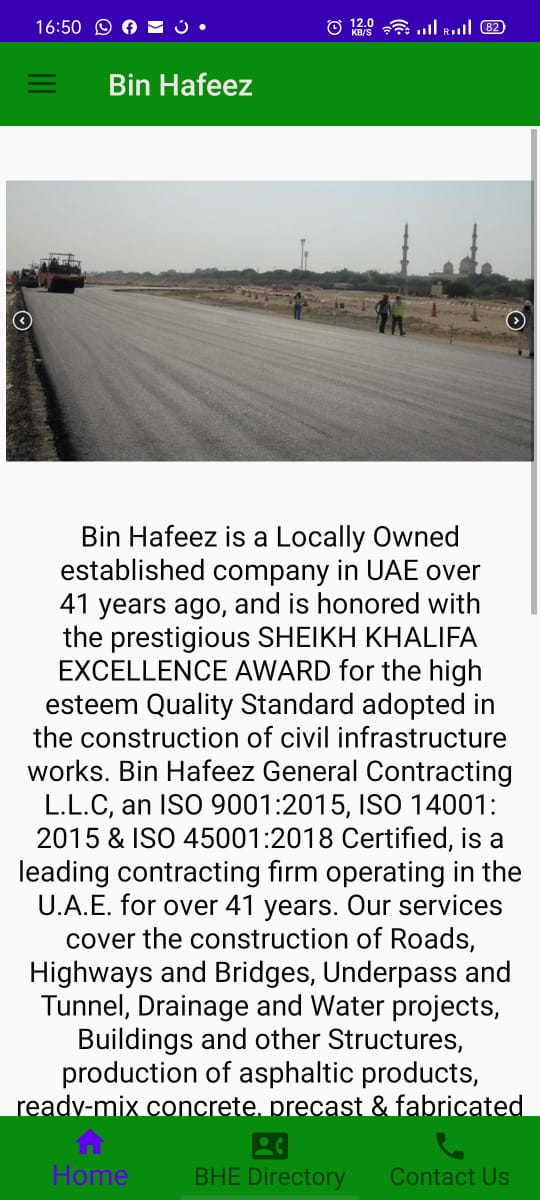 16:50
12.0
KB/S
R
82
Bin Hafeez
Bin Hafeez is a Locally Owned
established company in UAE over
41 years ago, and is honored with
the prestigious SHEIKH KHALIFA
EXCELLENCE AWARD for the high
esteem Quality Standard adopted in
the construction of civil infrastructure
works. Bin Hafeez General Contracting
L.L.C, an ISO 9001:2015, ISO 14001:
2015 & ISO 45001:2018 Certified, is a
leading contracting firm operating in the
U.A.E. for over 41 years. Our services
cover the construction of Roads,
Highways and Bridges, Underpass and
Tunnel, Drainage and Water projects,
Buildings and other Structures,
production of asphaltic products,
ready-mix concrete, precast & fabricated
Home
BHE Directory
Contact Us